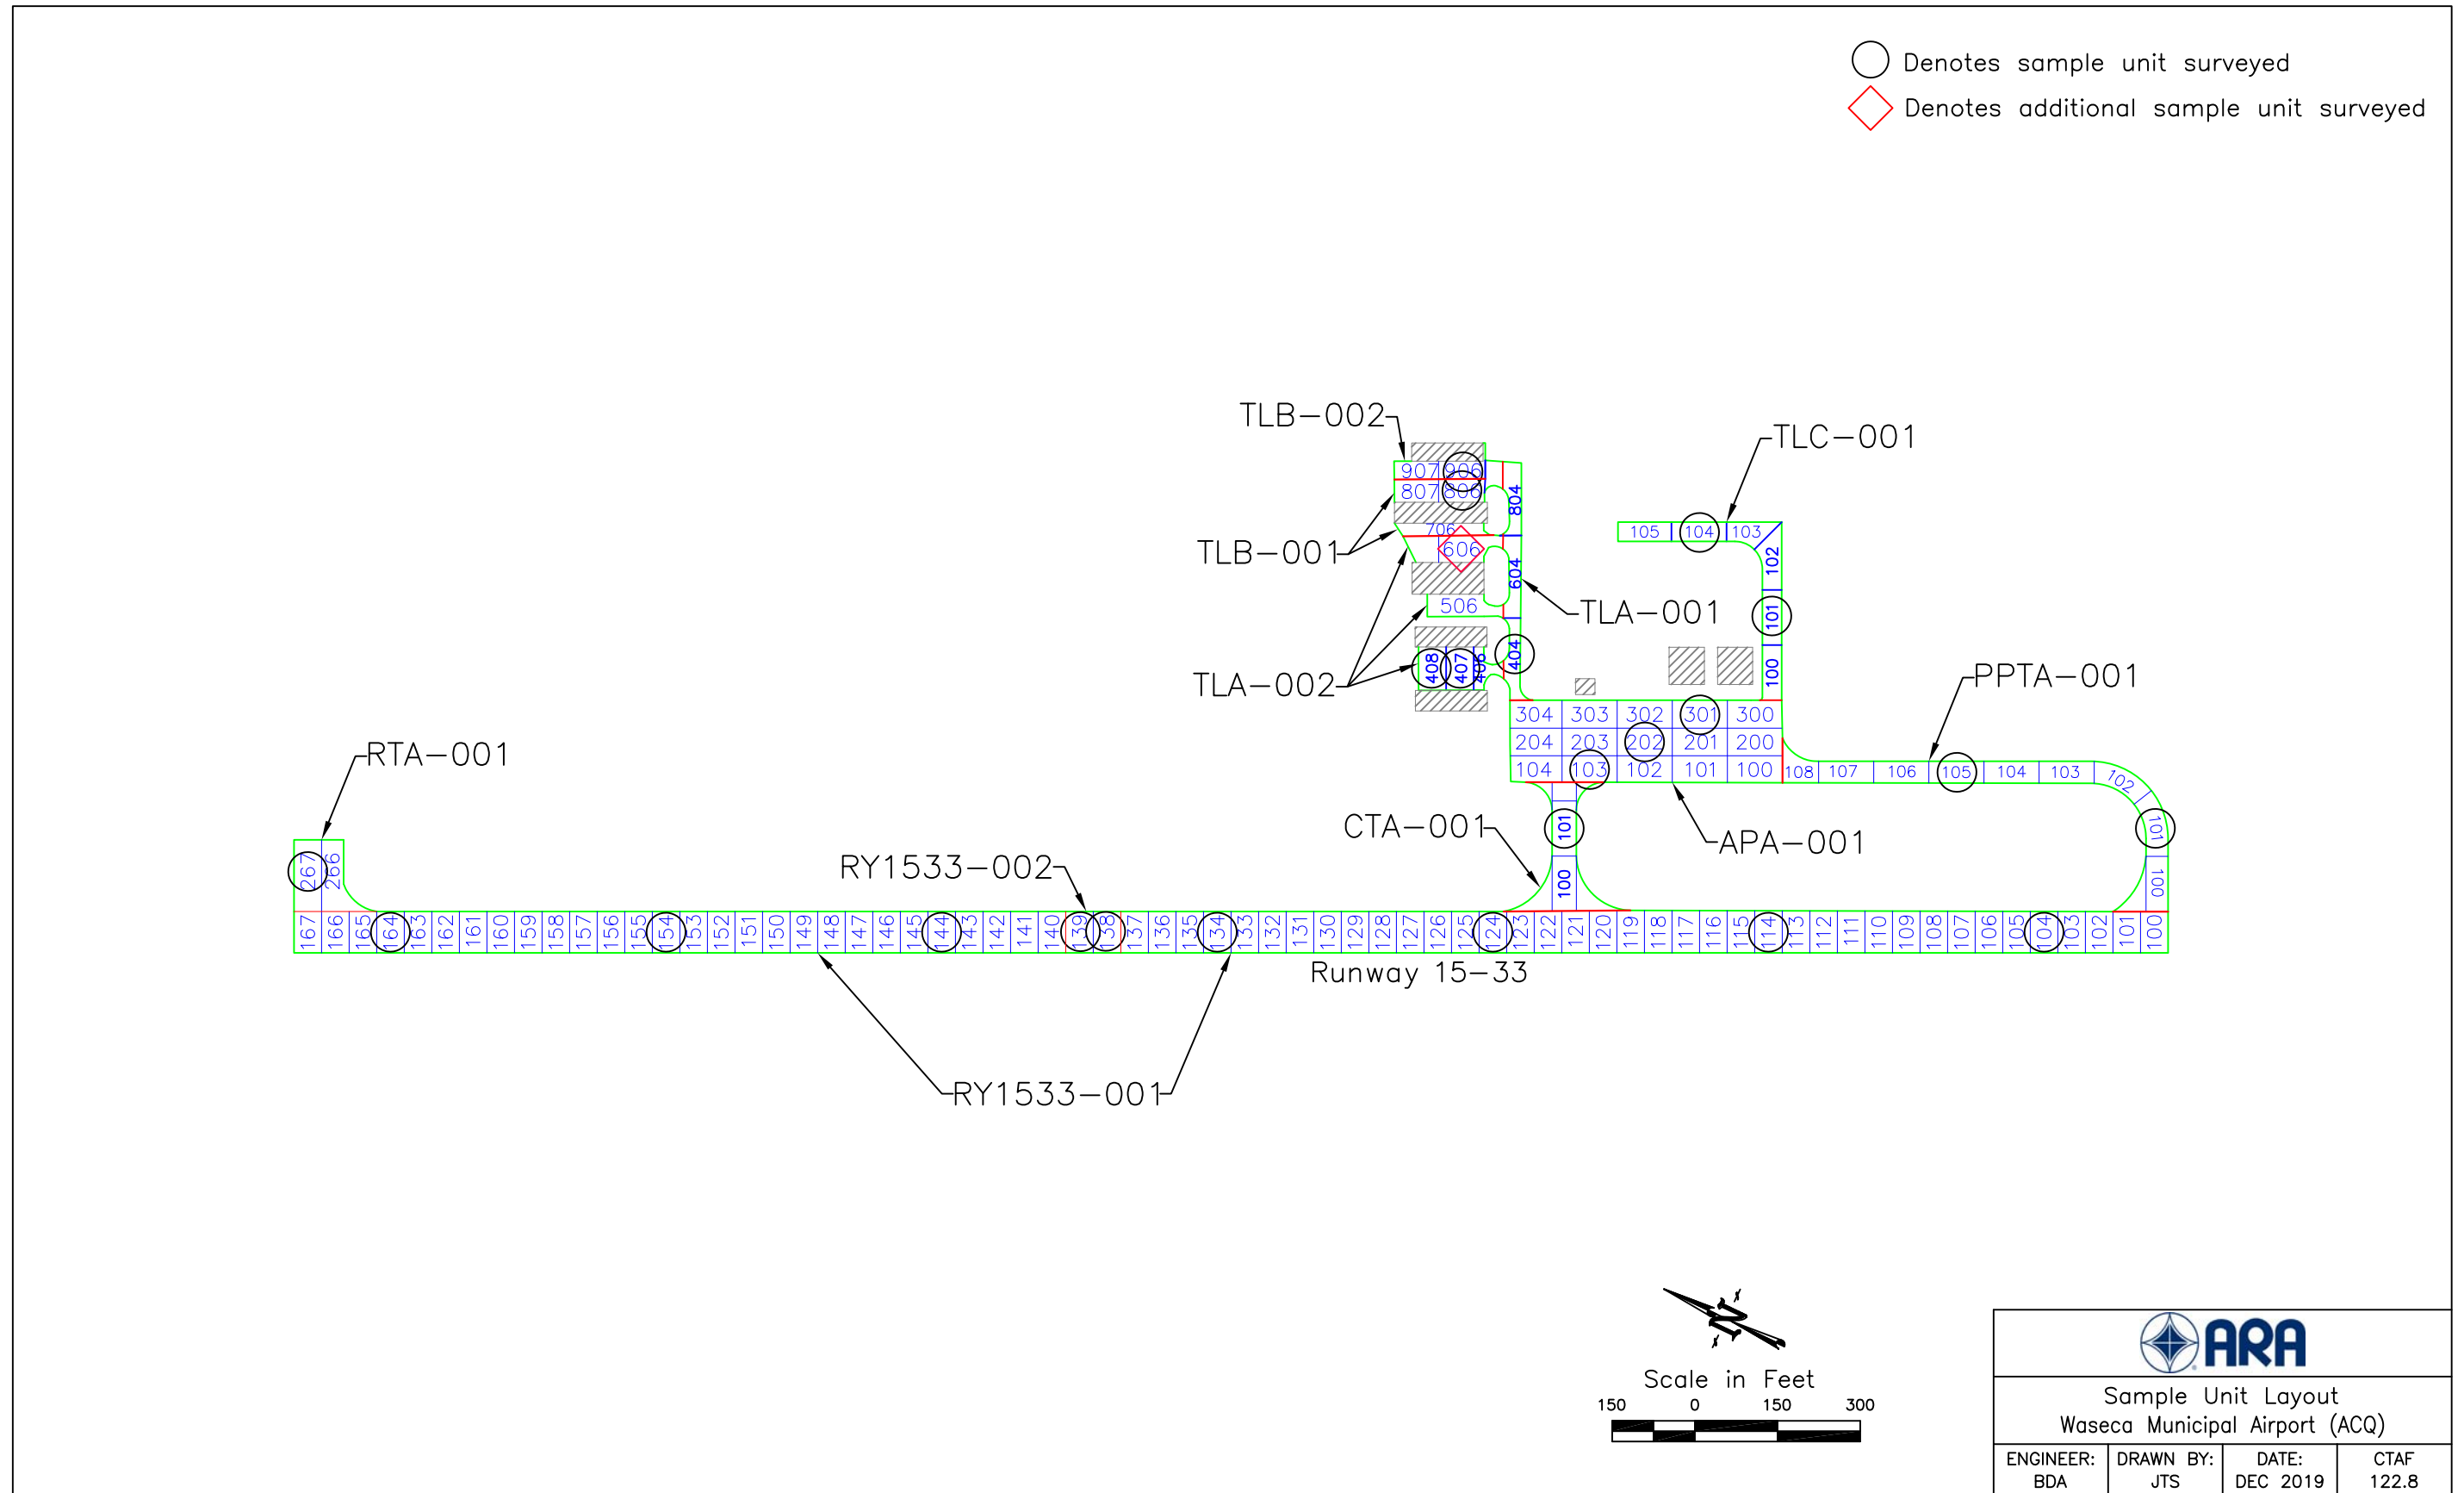 Denotes sample unit surveyed
Denotes additional sample unit surveyed
TLB-002
TLC-001
907 906
807 806
804
706
TLB-001
606
105 104 103
102
604
506
TLA-001
101
404
408 407 406
100
TLA-002
PPTA-001
304 303 302 301 300
204 203 202 201 200
104 103 102 101 100
108 107 106 105 104 103 102
101
100
RTA-001
CTA-001
101
100
APA-001
RY1533-002
267 266
167 166 165 164 163 162 161 160 159 158 157 156 155 154 153 152 151 150 149 148 147 146 145 144 143 142 141 140 139 138 137 136 135 134 133 132 131 130 129 128 127 126 125 124 123 122 121 120 119 118 117 116 115 114 113 112 111 110 109 108 107 106 105 104 103 102 101 100
Runway 15-33
RY1533-001
N
Scale in Feet
150 0 150 300
ARA
Sample Unit Layout
Waseca Municipal Airport (ACQ)
ENGINEER: DRAWN BY: DATE: CTAF
BDA JTS DEC 2019 122.8